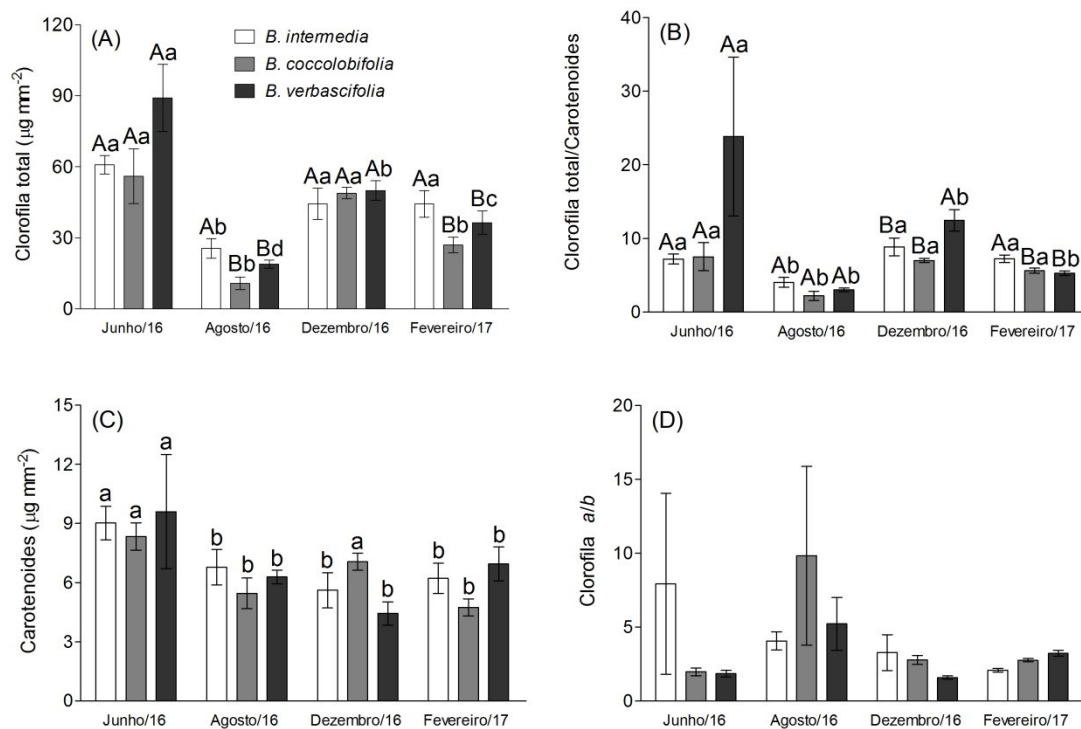 (A)
Clorofila total (µg mm-2)
120
90
60
30
0
B. intermedia
B. coccolobifolia
B. verbascifolia
Aa Aa Aa
Ab Bb Bd
Aa Aa Ab
Aa Bb Bc
Junho/16 Agosto/16 Dezembro/16 Fevereiro/17
(B)
Clorofila total/Carotenoides
40
30
20
10
0
Aa Aa Aa
Ab Ab Ab
Ba Ba Ab
Aa Ba Bb
Junho/16 Agosto/16 Dezembro/16 Fevereiro/17
(C)
Carotenoides (µg mm-2)
15
12
9
6
3
0
a a a
b b b
b a b
b b b
Junho/16 Agosto/16 Dezembro/16 Fevereiro/17
(D)
Clorofila a/b
20
15
10
5
0
Junho/16 Agosto/16 Dezembro/16 Fevereiro/17